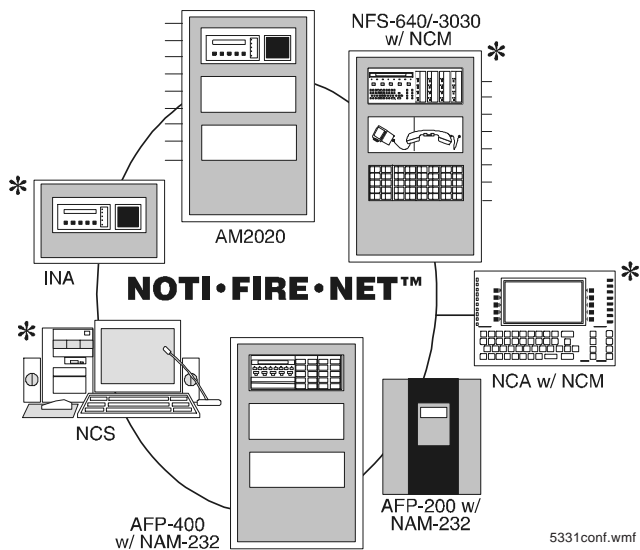 NFS-640/-3030
w/ NCM
*
*
AM2020
INA
NOTI•FIRE•NET™
*
*
NCA w/ NCM
NCS
AFP-200 w/
NAM-232
AFP-400
w/ NAM-232
5331conf.wmf